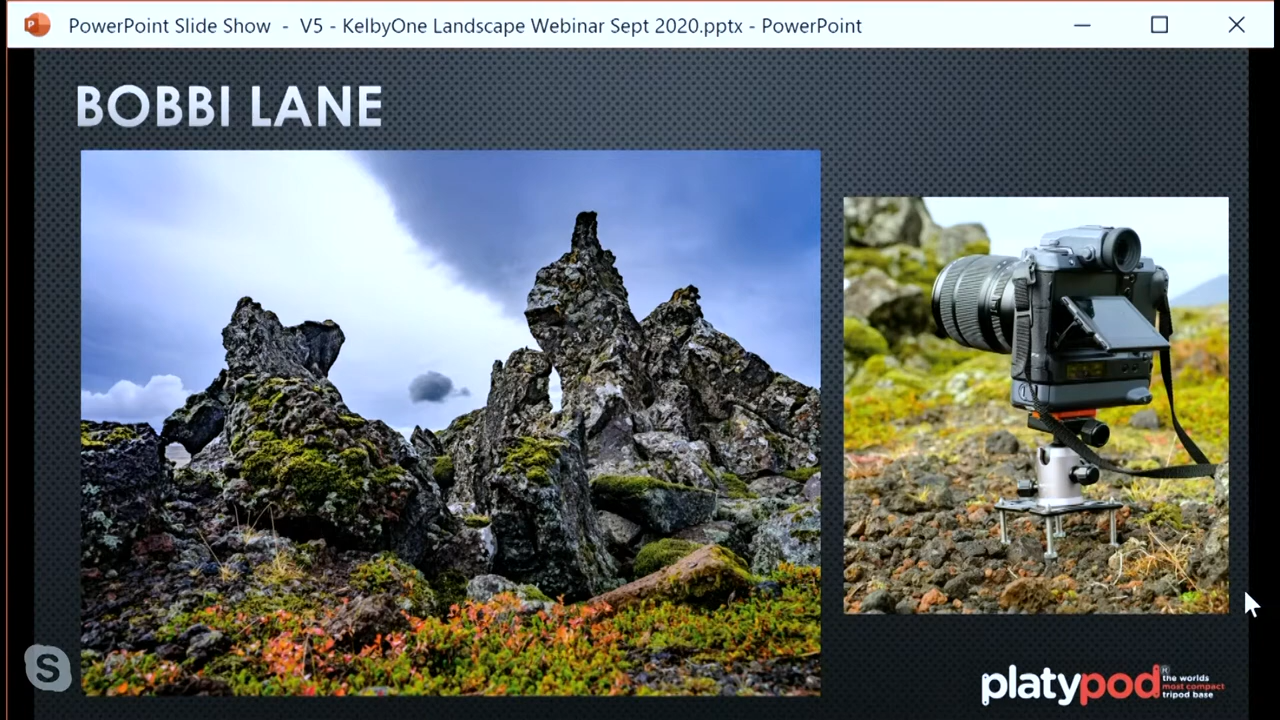 PowerPoint Slide Show - V5 - KelbyOne Landscape Webinar Sept 2020.pptx - PowerPoint
BOBBI LANE
platypod
the worlds
most compact
tripod base